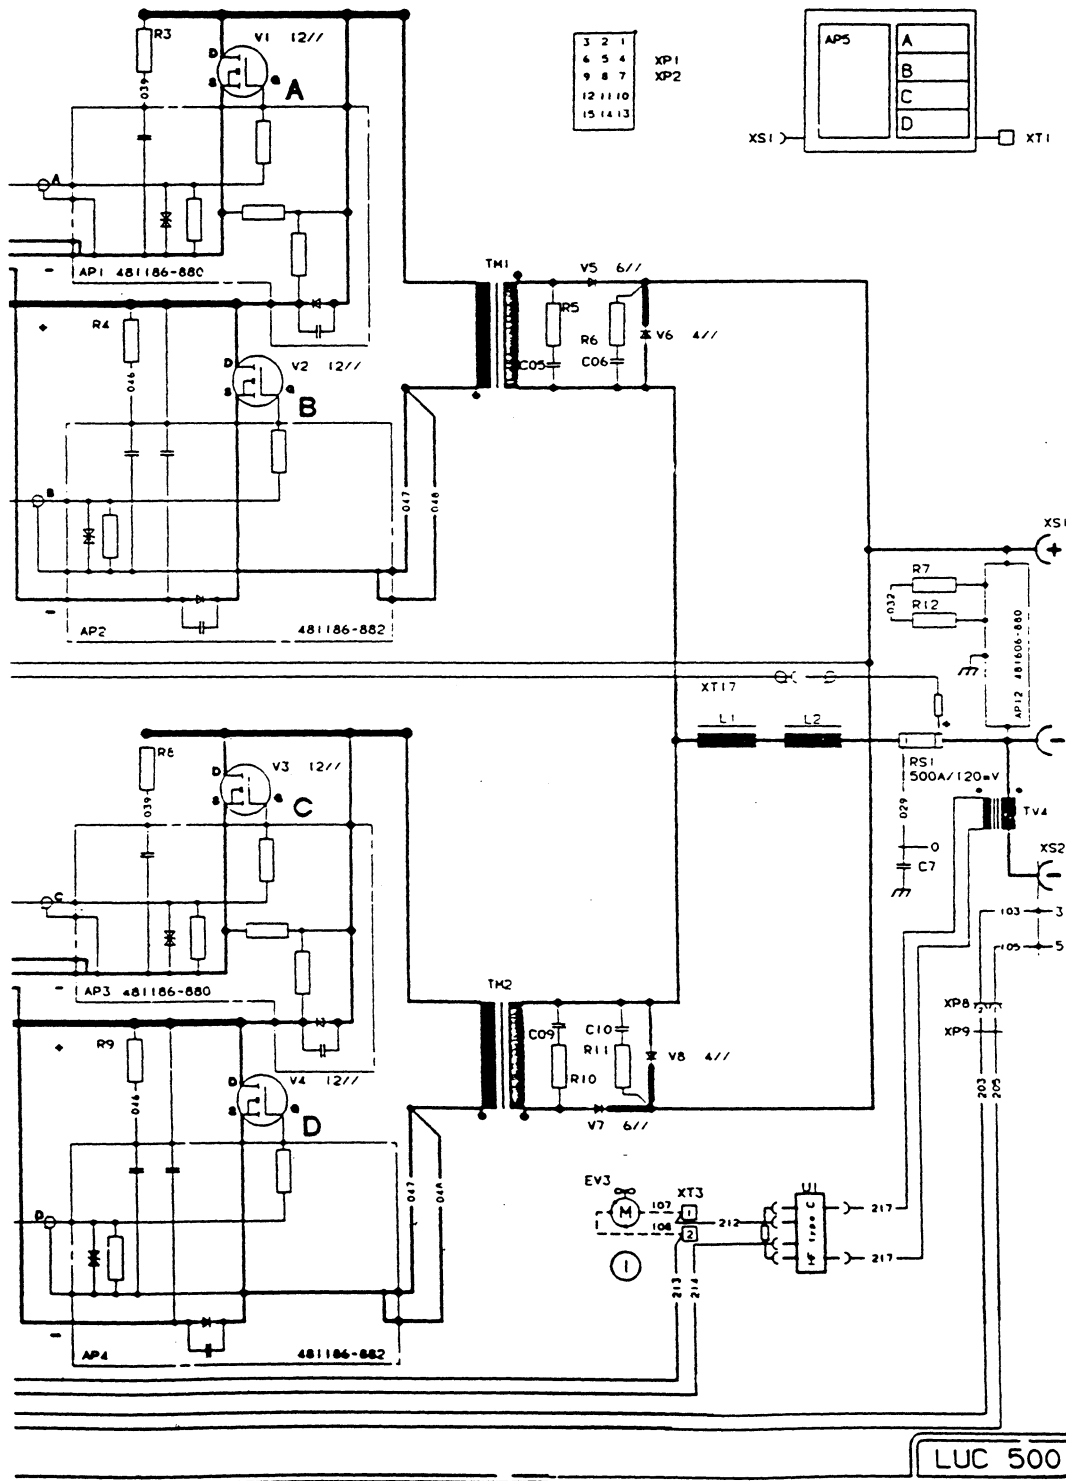 R3
V1 12//
D
S
G
A
039
3 2 1
6 5 4
9 8 7
12 11 10
15 14 13
XP1
XP2
AP5
A
B
C
D
XS1
XT1
A
- AP1 481186-880
TM1
V5 6//
R5
R6
V6 4//
C05
C06
+
R4
V2 12//
D
S
G
B
046
B
047
048
-
AP2
481186-882
XS1
+
R7
R12
032
AP12 481606-880
XT17
L1
L2
+
-
RS1
500A/120mV
029
0
C7
TV4
XS2
-
R8
V3 12//
D
S
G
C
039
C
- AP3 481186-880
103
3
105
5
XP8
XP9
203
205
TM2
C09
C10
R11
R10
V8 4//
V7 6//
+
R9
V4 12//
D
S
G
D
046
D
047
048
-
AP4
481186-882
EV3
M
107
108
XT3
1
2
212
213
214
U1
HF type C
217
217
1
LUC 500